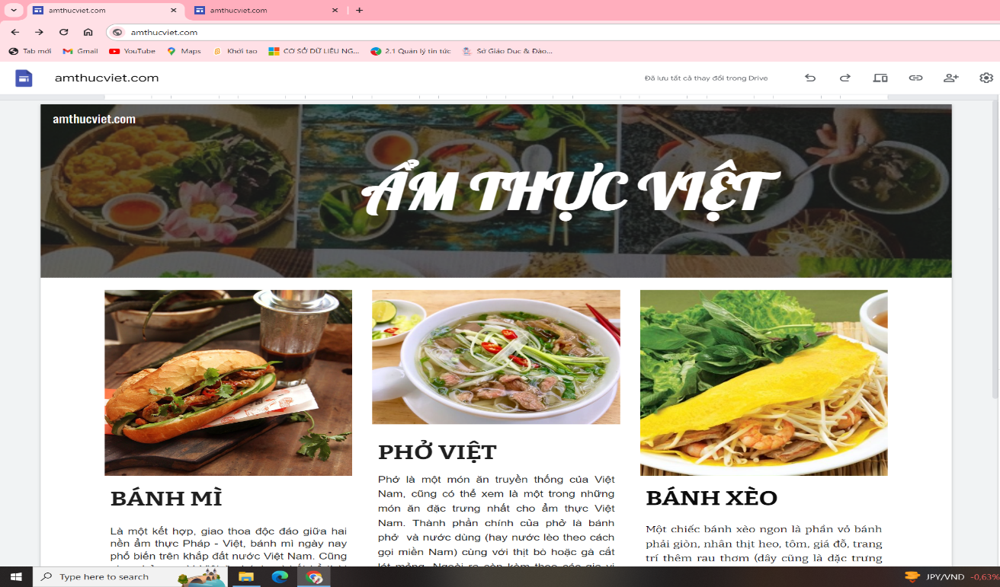 amthucviet.com
amthucviet.com
amthucviet.com
Tab mới Gmail YouTube Maps Khởi tạo CƠ SỞ DỮ LIỆU NG... 2.1 Quản lý tin tức Sở Giáo Dục & Đào...
amthucviet.com Đã lưu tất cả thay đổi trong Drive
amthucviet.com
ẨM THỰC VIỆT
BÁNH MÌ
Là một kết hợp, giao thoa độc đáo giữa hai
nền ẩm thực Pháp - Việt, bánh mì ngày nay
phổ biến trên khắp đất nước Việt Nam. Cũng
PHỞ VIỆT
Phở là một món ăn truyền thống của Việt
Nam, cũng có thể xem là một trong những
món ăn đặc trưng nhất cho ẩm thực Việt
Nam. Thành phần chính của phở là bánh
phở và nước dùng (hay nước lèo theo cách
gọi miền Nam) cùng với thịt bò hoặc gà cắt
lát mỏng. Ngoài ra còn kèm theo các gia vị
BÁNH XÈO
Một chiếc bánh xèo ngon là phần vỏ bánh
phải giòn, nhân thịt heo, tôm, giá đỗ, trang
trí thêm rau thơm (đây cũng là đặc trưng
Type here to search JPY/VND -0,63%